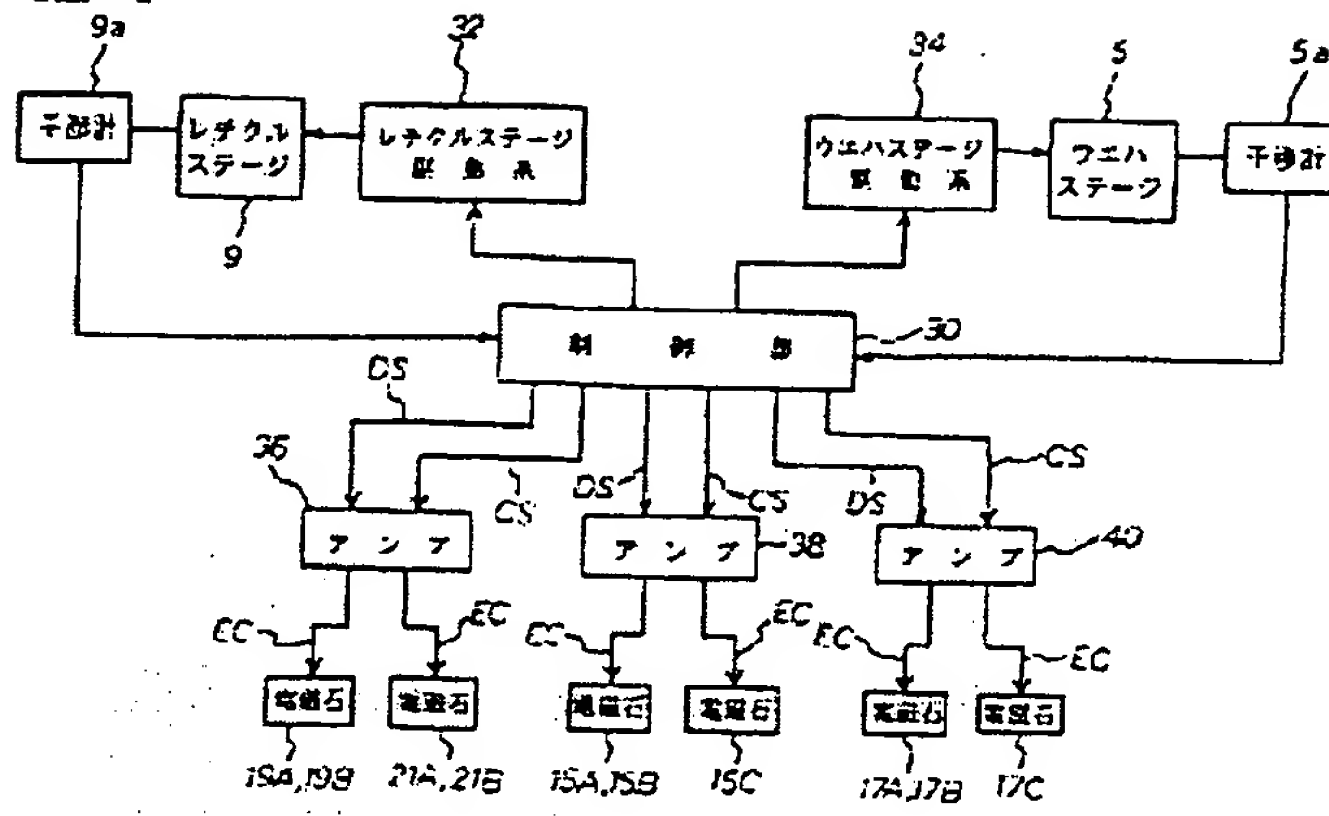 9a
32
34
5
5a
干渉計
レチクル
ステージ
レチクルステージ
駆動系
ウエハステージ
駆動系
ウエハ
ステージ
干渉計
9
制御部
30
DS
CS
DS
CS
DS
CS
36
アンプ
アンプ
38
アンプ
40
EC
EC
EC
EC
EC
EC
電磁石
電磁石
電磁石
電磁石
電磁石
電磁石
19A,19B
21A,21B
15A,15B
15C
17A,17B
17C